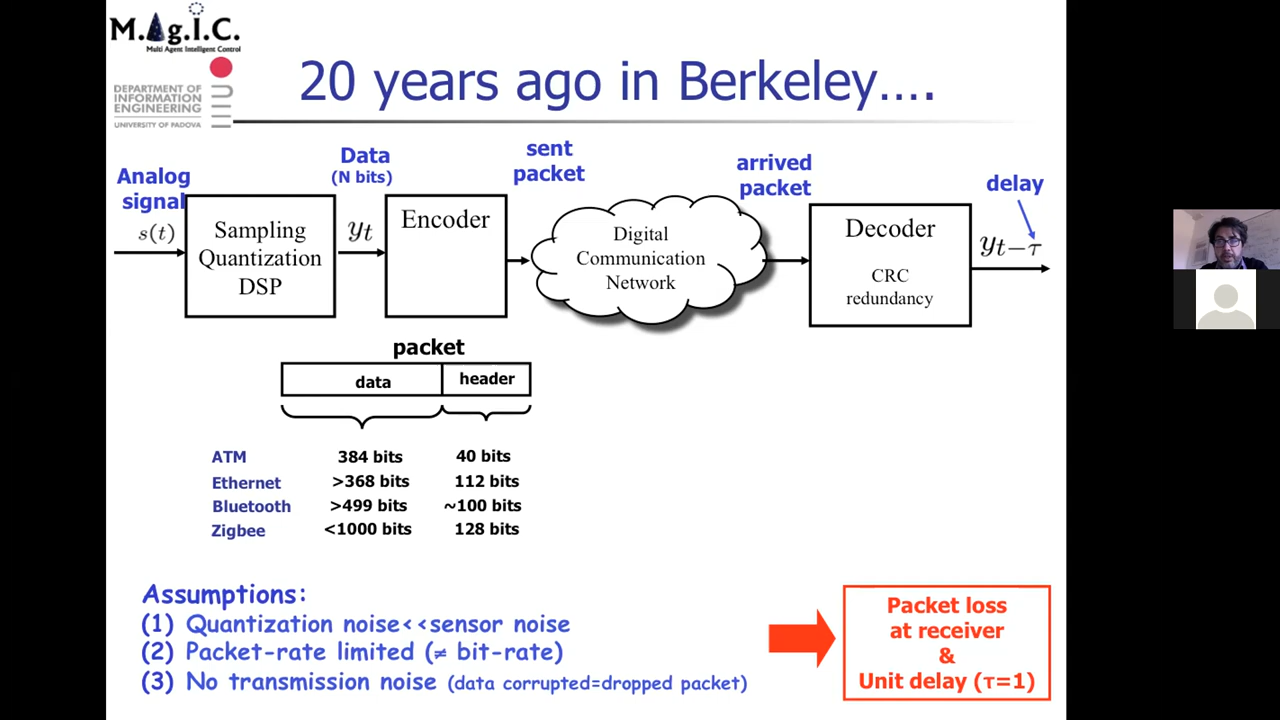 M.Ag.I.C.
Multi Agent Intelligent Control
DEPARTMENT OF
INFORMATION
ENGINEERING
UNIVERSITY OF PADOVA
20 years ago in Berkeley….
Analog
signal
s(t)
Sampling
Quantization
DSP
Data
(N bits)
y_t
Encoder
sent
packet
Digital
Communication
Network
arrived
packet
Decoder
CRC
redundancy
delay
y_{t−τ}
packet
data header
ATM 384 bits 40 bits
Ethernet >368 bits 112 bits
Bluetooth >499 bits ~100 bits
Zigbee <1000 bits 128 bits
Assumptions:
(1) Quantization noise<<sensor noise
(2) Packet-rate limited (≠ bit-rate)
(3) No transmission noise (data corrupted=dropped packet)
Packet loss
at receiver
&
Unit delay (τ=1)